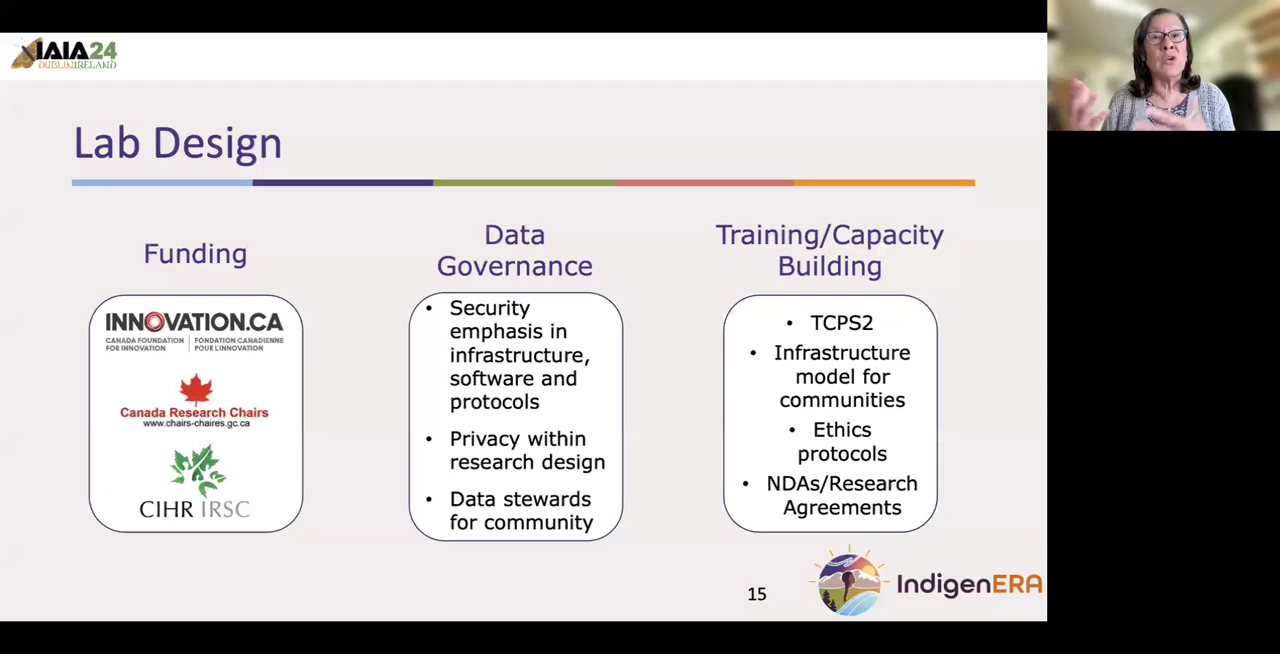 IAIA24
DUBLIN IRELAND
Lab Design
Funding
INNOVATION.CA
CANADA FOUNDATION
FOR INNOVATION
FONDATION CANADIENNE
POUR L'INNOVATION
Canada Research Chairs
www.chairs-chaires.gc.ca
CIHR IRSC
Data
Governance
• Security
emphasis in
infrastructure,
software and
protocols
• Privacy within
research design
• Data stewards
for community
Training/Capacity
Building
• TCPS2
• Infrastructure
model for
communities
• Ethics
protocols
• NDAs/Research
Agreements
15
IndigenERA